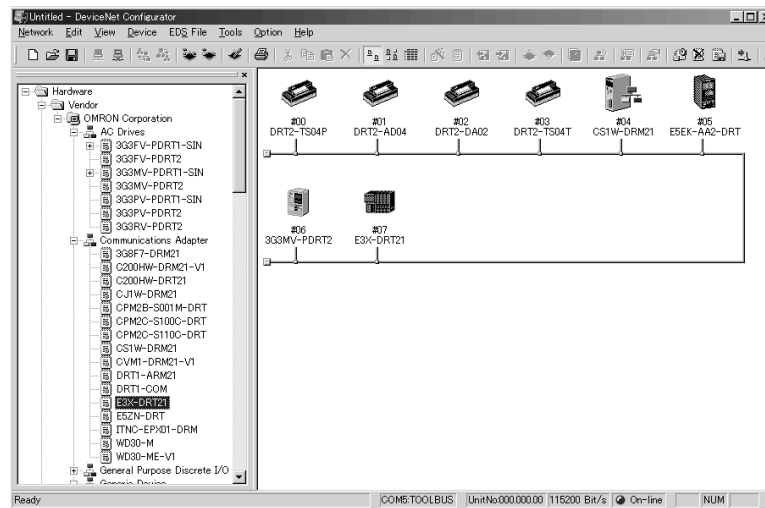 Untitled - DeviceNet Configurator
Network Edit View Device EDS File Tools Option Help
Hardware
Vendor
OMRON Corporation
AC Drives
3G3FV-PDRT1-SIN
3G3FV-PDRT2
3G3MV-PDRT1-SIN
3G3MV-PDRT2
3G3PV-PDRT1-SIN
3G3PV-PDRT2
3G3RV-PDRT2
Communications Adapter
3G8F7-DRM21
C200HW-DRM21-V1
C200HW-DRT21
CJ1W-DRM21
CPM2B-S001M-DRT
CPM2C-S100C-DRT
CPM2C-S110C-DRT
CS1W-DRM21
CVM1-DRM21-V1
DRT1-ARM21
DRT1-COM
E3X-DRT21
E5ZN-DRT
ITNC-EPX01-DRM
WD30-M
WD30-ME-V1
General Purpose Discrete I/O
Generic Device
#00 #01 #02 #03 #04 #05
DRT2-TS04P DRT2-AD04 DRT2-DA02 DRT2-TS04T CS1W-DRM21 E5EK-AA2-DRT
#06 #07
3G3MV-PDRT2 E3X-DRT21
Ready COM5:TOOLBUS UnitNo:000.000.00 115200 Bit/s On-line NUM